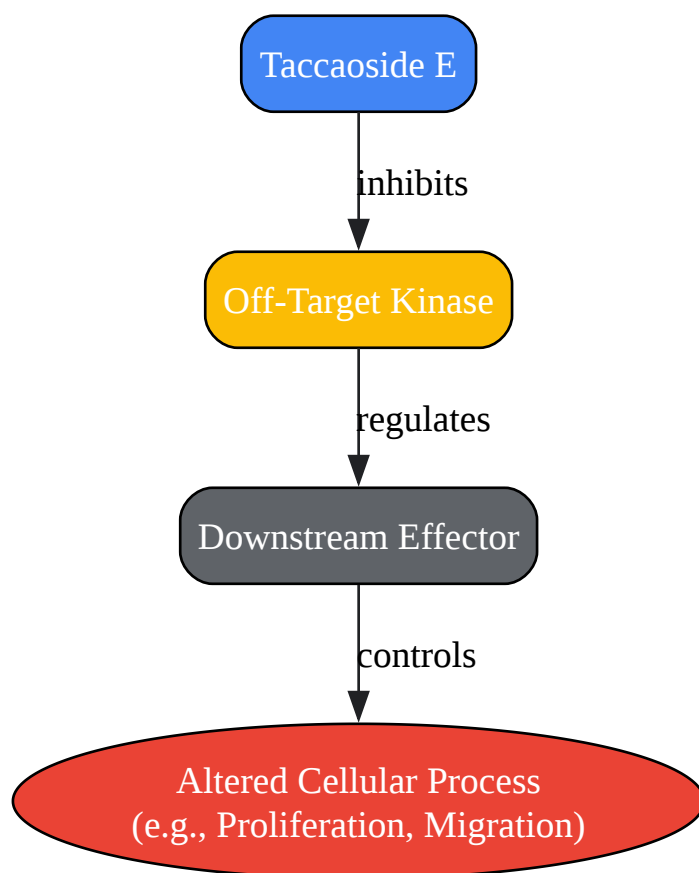 Taccaoside E
inhibits
Off-Target Kinase
regulates
Downstream Effector
controls
Altered Cellular Process
(e.g., Proliferation, Migration)